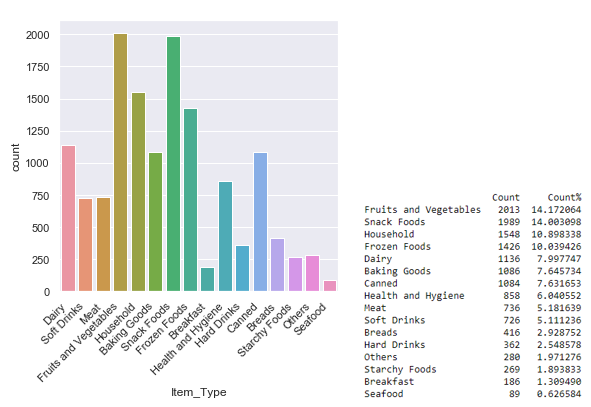 2000
1750
1500
1250
1000
750
500
250
0
count
Dairy
Soft Drinks
Meat
Fruits and Vegetables
Household
Baking Goods
Snack Foods
Frozen Foods
Breakfast
Health and Hygiene
Hard Drinks
Canned
Breads
Starchy Foods
Others
Seafood
Item_Type
Count Count%
Fruits and Vegetables 2013 14.172064
Snack Foods 1989 14.003098
Household 1548 10.898338
Frozen Foods 1426 10.039426
Dairy 1136 7.997747
Baking Goods 1086 7.645734
Canned 1084 7.631653
Health and Hygiene 858 6.040552
Meat 736 5.181639
Soft Drinks 726 5.111236
Breads 416 2.928752
Hard Drinks 362 2.548578
Others 280 1.971276
Starchy Foods 269 1.893833
Breakfast 186 1.309490
Seafood 89 0.626584